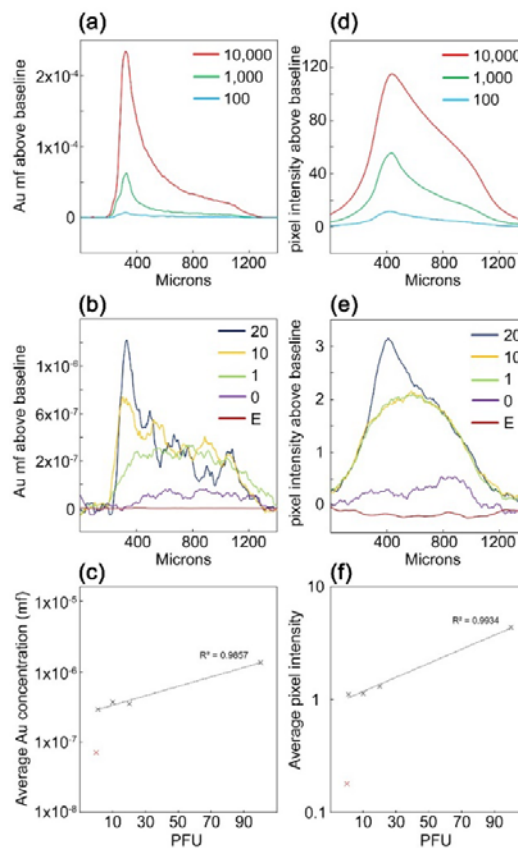 (a)
Au mf above baseline
2x10⁻⁴
1x10⁻⁴
0
10,000
1,000
100
400 800 1200
Microns
(d)
pixel intensity above baseline
120
80
40
0
10,000
1,000
100
400 800 1200
Microns
(b)
Au mf above baseline
1x10⁻⁶
6x10⁻⁷
2x10⁻⁷
0
20
10
1
0
E
400 800 1200
Microns
(e)
pixel intensity above baseline
3
2
1
0
20
10
1
0
E
400 800 1200
Microns
(c)
Average Au concentration (mf)
1x10⁻⁵
1x10⁻⁶
1x10⁻⁷
1x10⁻⁸
R² = 0.9857
10 30 50 70 90
PFU
(f)
Average pixel intensity
10
1
0.1
R² = 0.9934
10 30 50 70 90
PFU